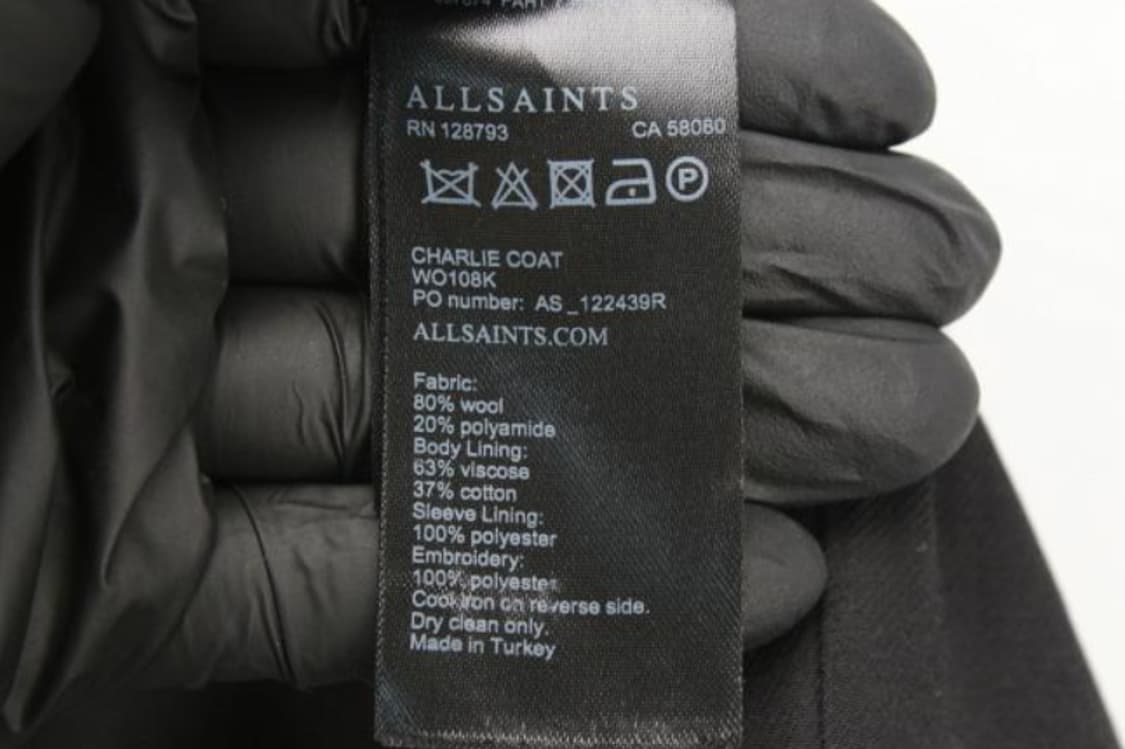 ALLSAINTS
RN 128793 CA 58060
P
CHARLIE COAT
WO108K
PO number: AS_122439R
ALLSAINTS.COM
Fabric:
80% wool
20% polyamide
Body Lining:
63% viscose
37% cotton
Sleeve Lining:
100% polyester
Embroidery:
100% polyester
Cool iron on reverse side.
Dry clean only.
Made in Turkey